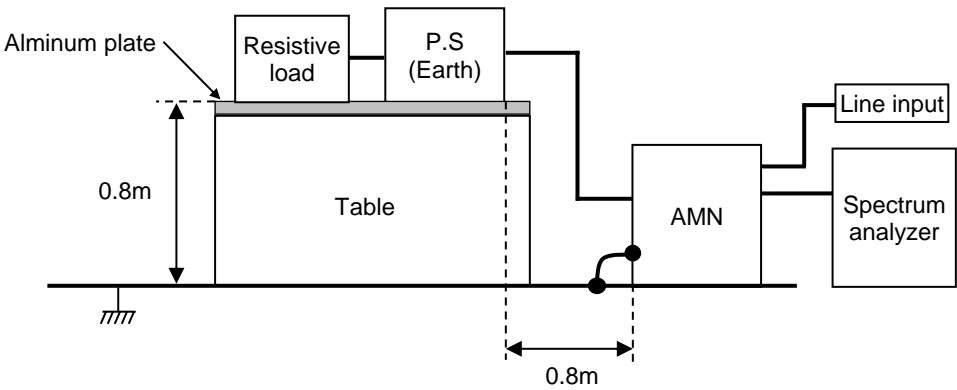 Alminum plate
Resistive
load
P.S
(Earth)
Line input
0.8m
Table
AMN
Spectrum
analyzer
0.8m